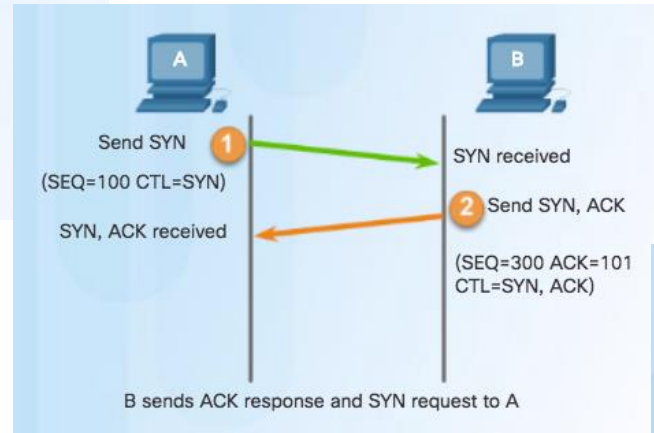 A
B
Send SYN
1
(SEQ=100 CTL=SYN)
SYN received
2
Send SYN, ACK
SYN, ACK received
(SEQ=300 ACK=101
CTL=SYN, ACK)
B sends ACK response and SYN request to A